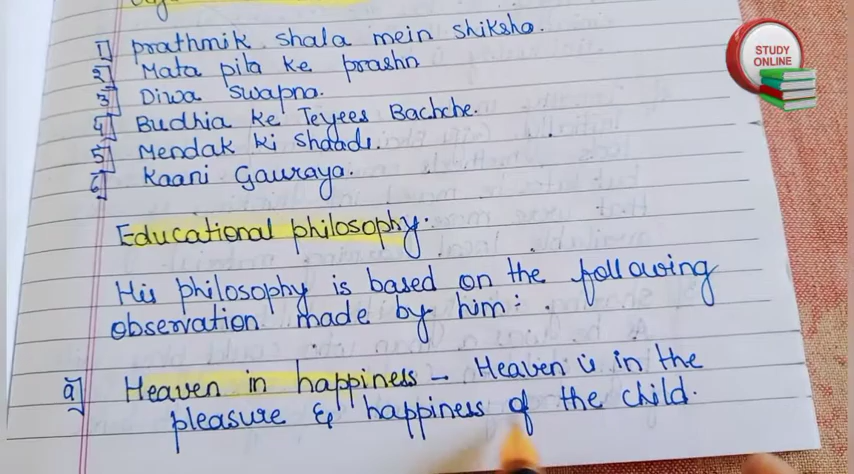 1] prathmik shala mein shiksha.
2] Mata pita ke prashn
3] Diwa swapna.
4] Budhia ke Teyees Bachche.
5] Mendak ki shaadi.
6] Kaani Gauraya.
Educational philosophy.
His philosophy is based on the following
observation made by him:
a] Heaven in happiness – Heaven is in the
pleasure & happiness of the child.
STUDY
ONLINE